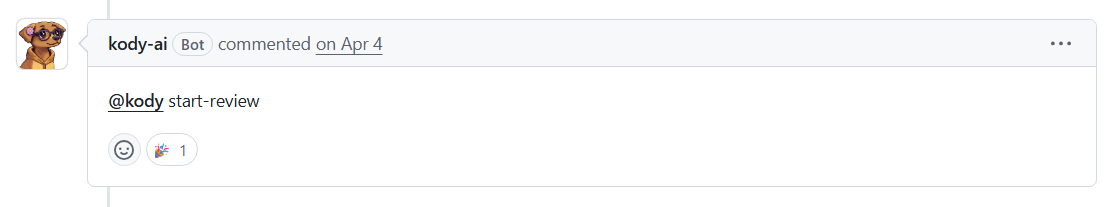 kody-ai Bot commented on Apr 4
@kody start-review
1